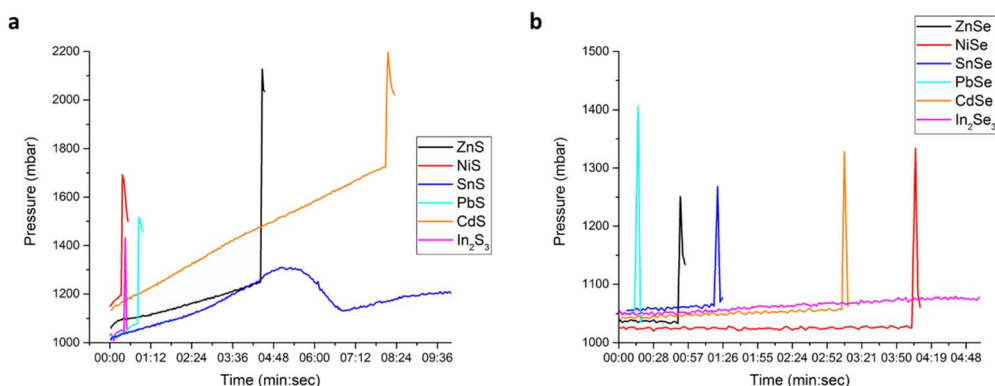 a
Pressure (mbar)
2200
2000
1800
1600
1400
1200
1000
00:00 01:12 02:24 03:36 04:48 06:00 07:12 08:24 09:36
Time (min:sec)
ZnS
NiS
SnS
PbS
CdS
In2S3
b
Pressure (mbar)
1500
1400
1300
1200
1100
1000
00:00 00:28 00:57 01:26 01:55 02:24 02:52 03:21 03:50 04:19 04:48
Time (min:sec)
ZnSe
NiSe
SnSe
PbSe
CdSe
In2Se3